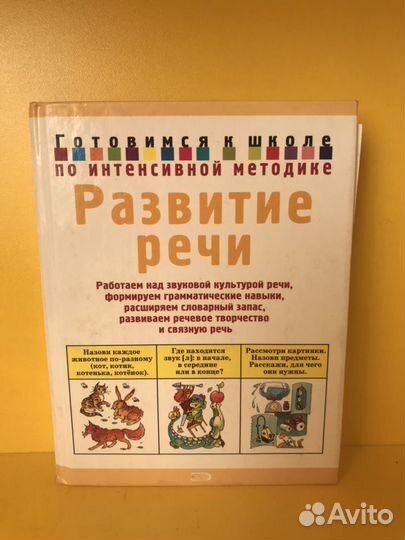 Готовимся к школе
по интенсивной методике
Развитие
речи
Работаем над звуковой культурой речи,
формируем грамматические навыки,
расширяем словарный запас,
развиваем речевое творчество
и связную речь
Назови каждое
животное по-разному
(кот, котик,
котенька, котёнок).
Где находится
звук [л]: в начале,
в середине
или в конце?
Рассмотри картинки.
Назови предметы.
Расскажи, для чего
они нужны.
Avito